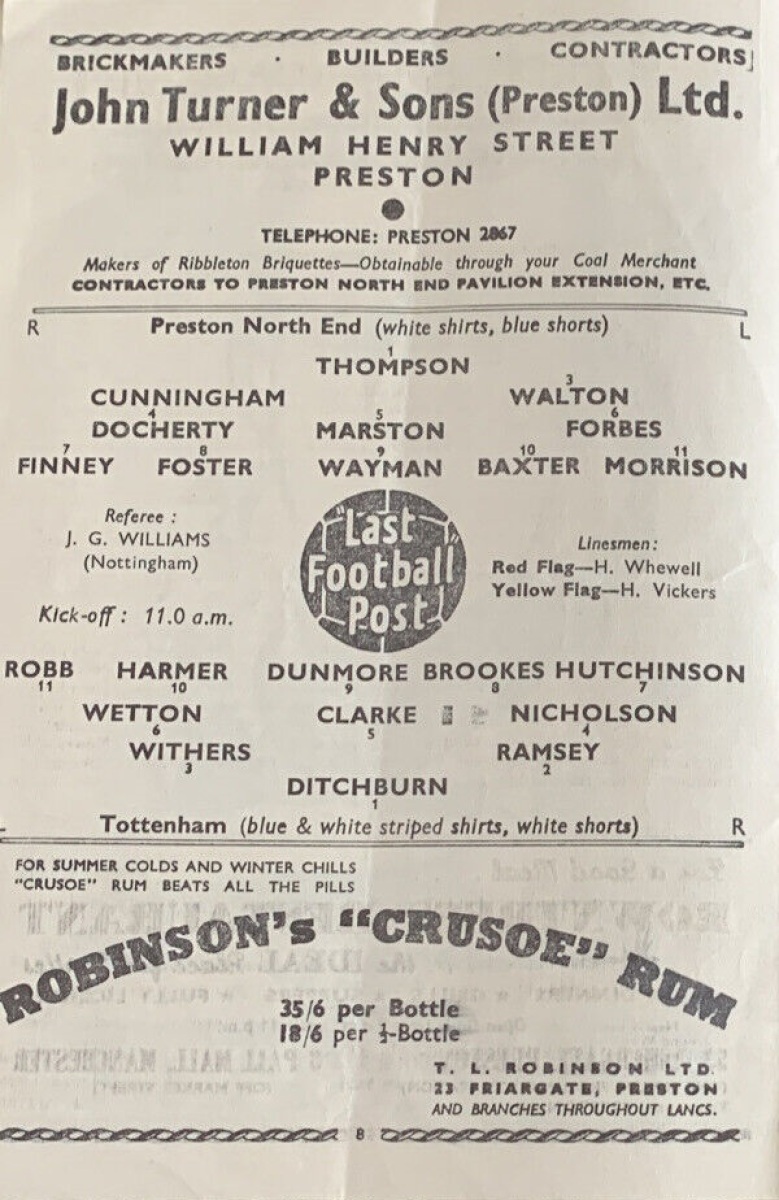 BRICKMAKERS · BUILDERS · CONTRACTORS
John Turner & Sons (Preston) Ltd.
WILLIAM HENRY STREET
PRESTON
TELEPHONE: PRESTON 2867
Makers of Ribbleton Briquettes—Obtainable through your Coal Merchant
CONTRACTORS TO PRESTON NORTH END PAVILION EXTENSION, ETC.
R Preston North End (white shirts, blue shorts) L
1
THOMPSON
3
CUNNINGHAM WALTON
4 5 6
DOCHERTY MARSTON FORBES
7 8 9 10 11
FINNEY FOSTER WAYMAN BAXTER MORRISON
Referee :
J. G. WILLIAMS
(Nottingham)
Kick-off : 11.0 a.m.
"Last
Football
Post"
Linesmen :
Red Flag—H. Whewell
Yellow Flag—H. Vickers
ROBB HARMER DUNMORE BROOKES HUTCHINSON
11 10 9 8 7
WETTON CLARKE NICHOLSON
6 5 4
WITHERS RAMSEY
3 2
DITCHBURN
1
Tottenham (blue & white striped shirts, white shorts) R
FOR SUMMER COLDS AND WINTER CHILLS
"CRUSOE" RUM BEATS ALL THE PILLS
ROBINSON's "CRUSOE" RUM
35/6 per Bottle
18/6 per ½-Bottle
T. L. ROBINSON LTD.
23 FRIARGATE, PRESTON
AND BRANCHES THROUGHOUT LANCS.
8